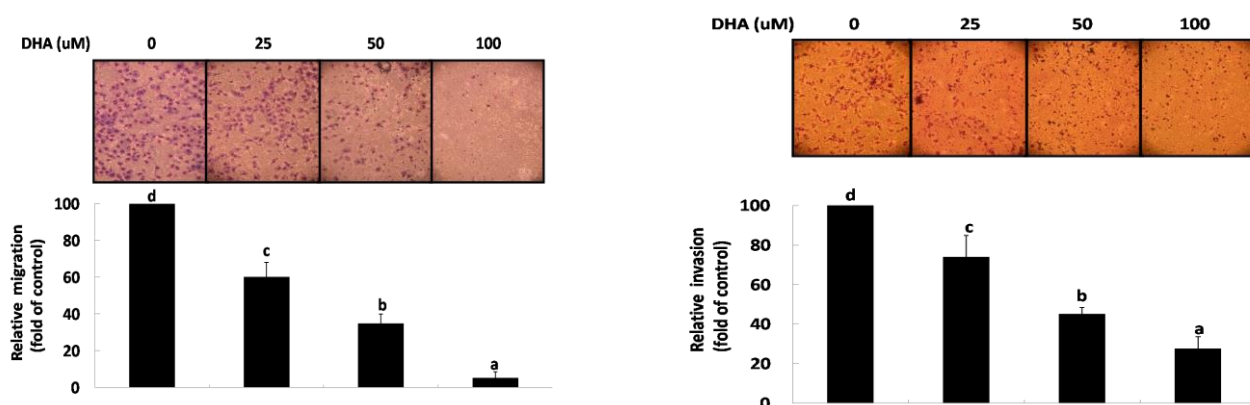 DHA (uM) 0 25 50 100
d
c
b
a
100
80
60
40
20
0
Relative migration
(fold of control)
DHA (uM) 0 25 50 100
d
c
b
a
100
80
60
40
20
0
Relative invasion
(fold of control)